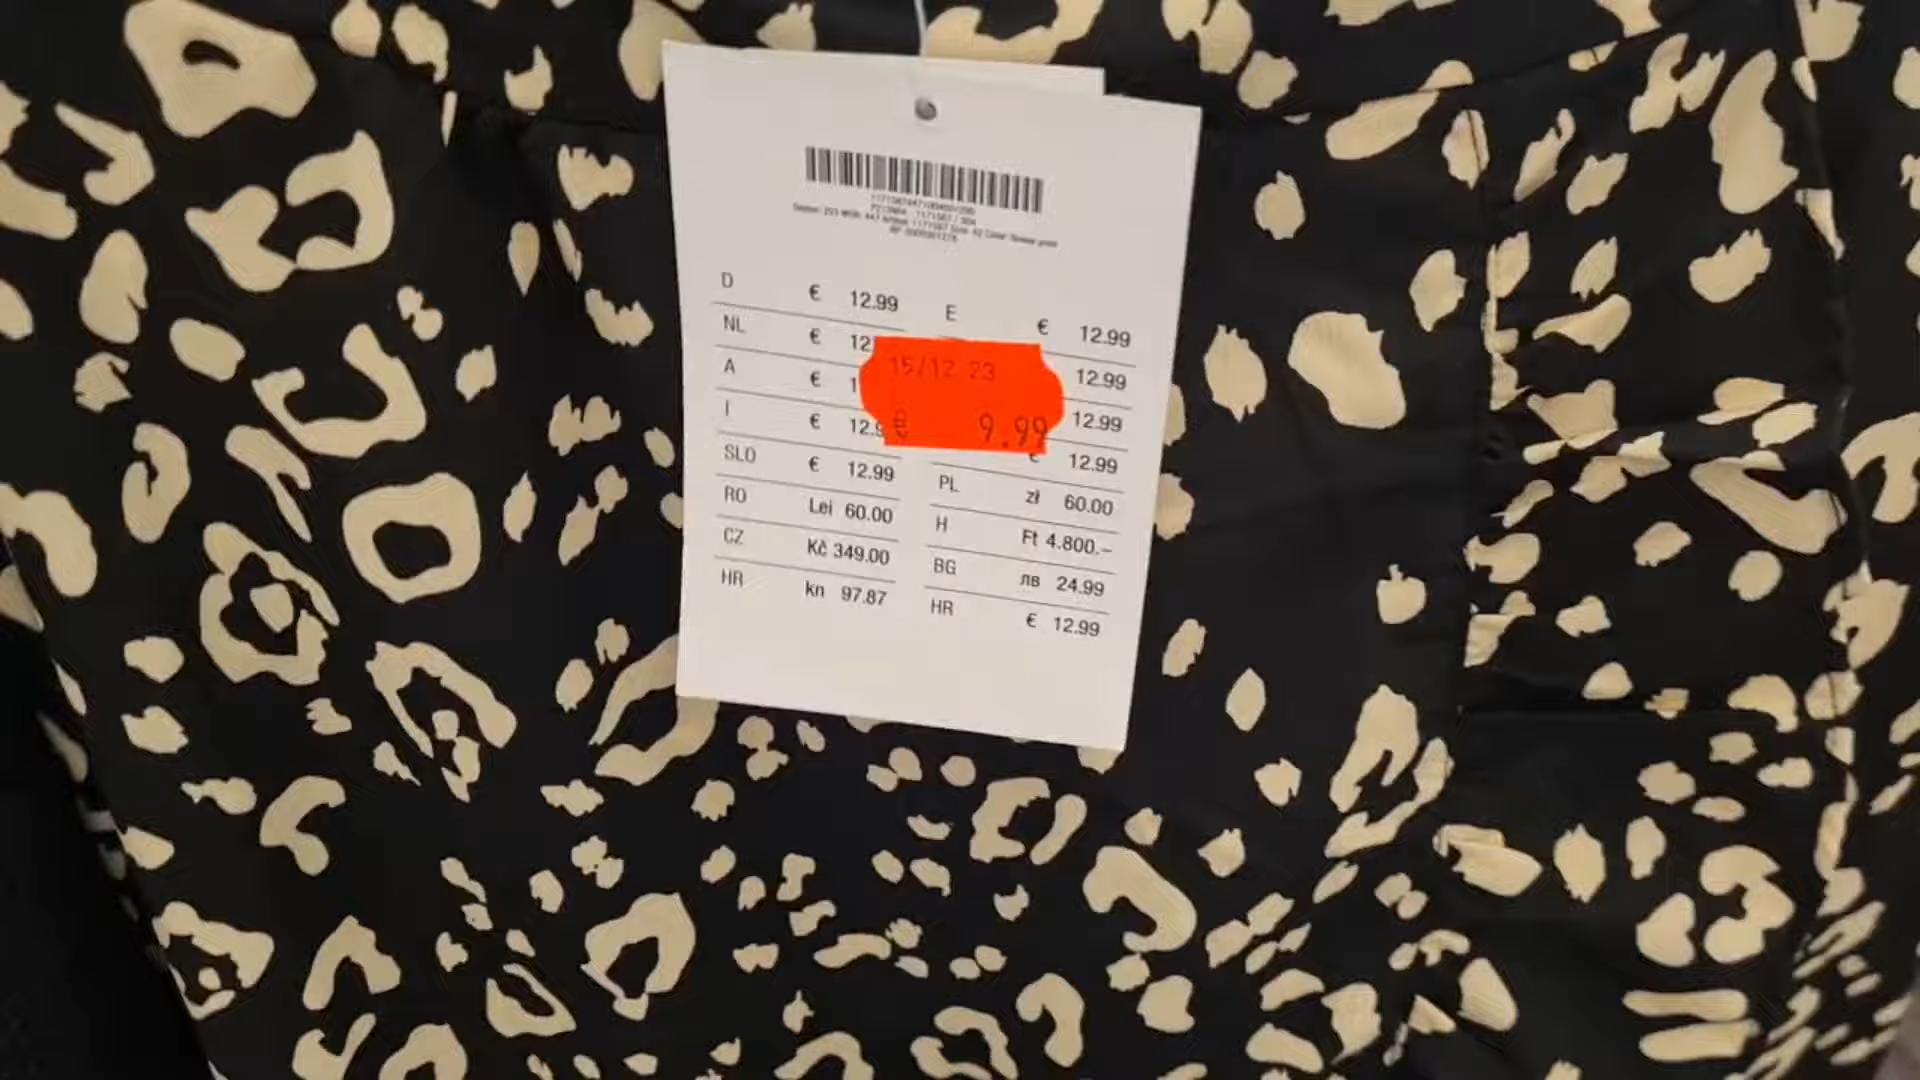 D € 12.99
NL € 12
A € 1
I € 12.9
SLO € 12.99
RO Lei 60.00
CZ Kč 349.00
HR kn 97.87
E € 12.99
12.99
12.99
€ 12.99
PL zł 60.00
H Ft 4.800.–
BG лв 24.99
HR € 12.99
15/12 23
€ 9.99